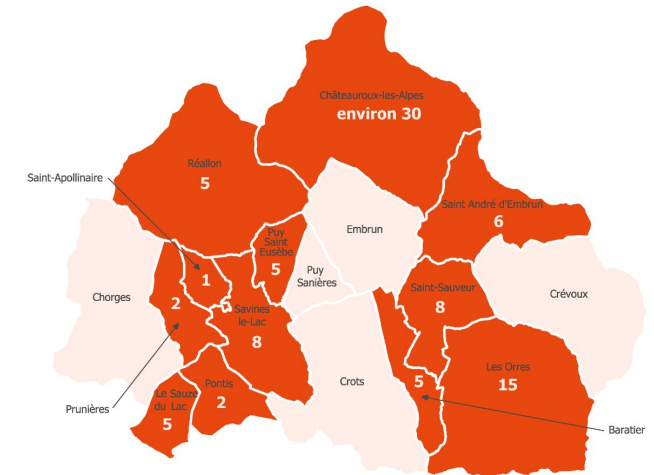 Châteauroux-les-Alpes
environ 30
Réallon
5
Saint-Apollinaire
Saint André d'Embrun
6
Embrun
Puy
Saint
Eusèbe
5
Puy
Sanières
1
Chorges
2
Saint-Sauveur
8
Crévoux
Savines
le-Lac
8
Les Orres
15
Crots
5
Pontis
2
Le Sauze
du Lac
5
Prunières
Baratier